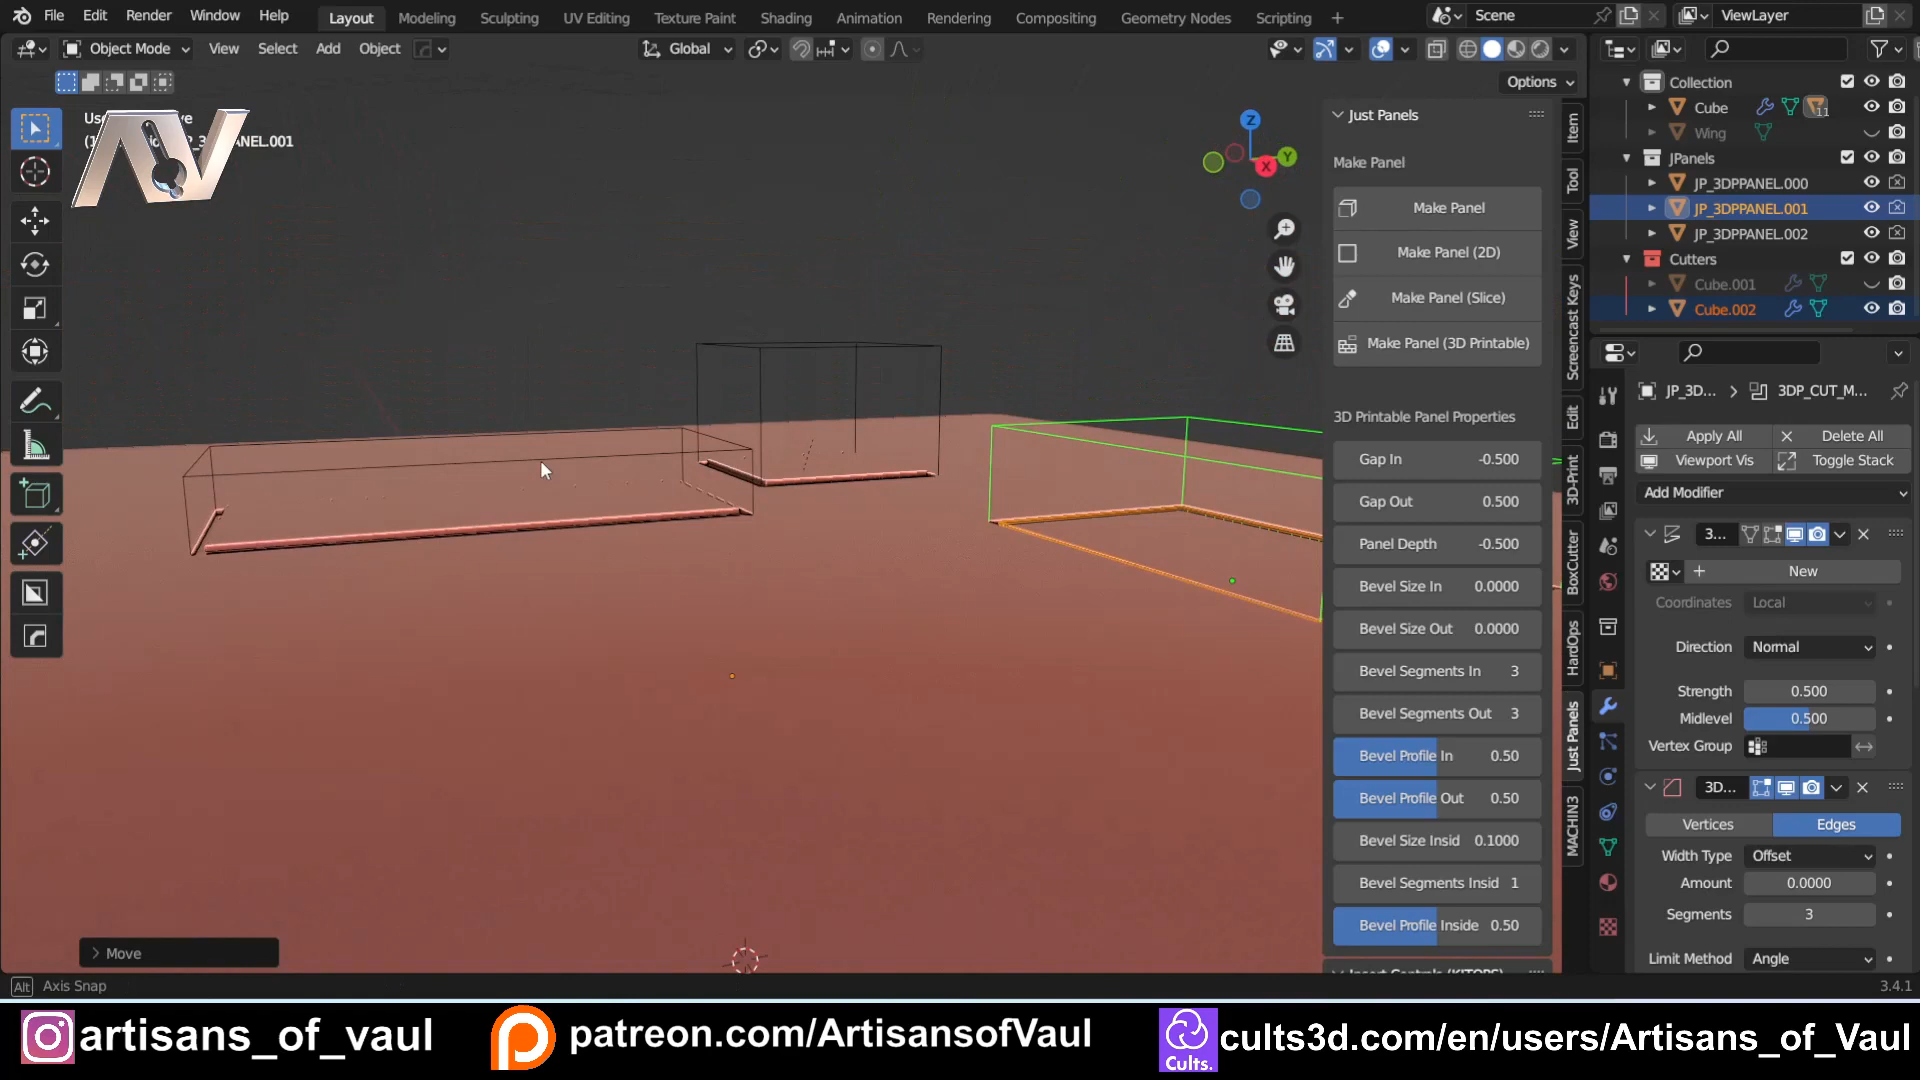 File Edit Render Window Help Layout Modeling Sculpting UV Editing Texture Paint Shading Animation Rendering Compositing Geometry Nodes Scripting + Scene ViewLayer
Object Mode View Select Add Object Global
Options
AV
(1 ANEL.001
Z
Y
X
Just Panels
Make Panel
Make Panel
Make Panel (2D)
Make Panel (Slice)
Make Panel (3D Printable)
3D Printable Panel Properties
Gap In -0.500
Gap Out 0.500
Panel Depth -0.500
Bevel Size In 0.0000
Bevel Size Out 0.0000
Bevel Segments In 3
Bevel Segments Out 3
Bevel Profile In 0.50
Bevel Profile Out 0.50
Bevel Size Insid 0.1000
Bevel Segments Insid 1
Bevel Profile Inside 0.50
Item
Tool
View
Screencast Keys
Edit
3D-Print
BoxCutter
HardOps
Just Panels
MACHIN3
Collection
Cube 11
Wing
JPanels
JP_3DPPANEL.000
JP_3DPPANEL.001
JP_3DPPANEL.002
Cutters
Cube.001
Cube.002
JP_3D... 3DP_CUT_M...
Apply All Delete All
Viewport Vis Toggle Stack
Add Modifier
3...
New
Coordinates Local
Direction Normal
Strength 0.500
Midlevel 0.500
Vertex Group
3D...
Vertices Edges
Width Type Offset
Amount 0.0000
Segments 3
Limit Method Angle
Move
Alt Axis Snap 3.4.1
artisans_of_vaul patreon.com/ArtisansofVaul Cults. cults3d.com/en/users/Artisans_of_Vaul